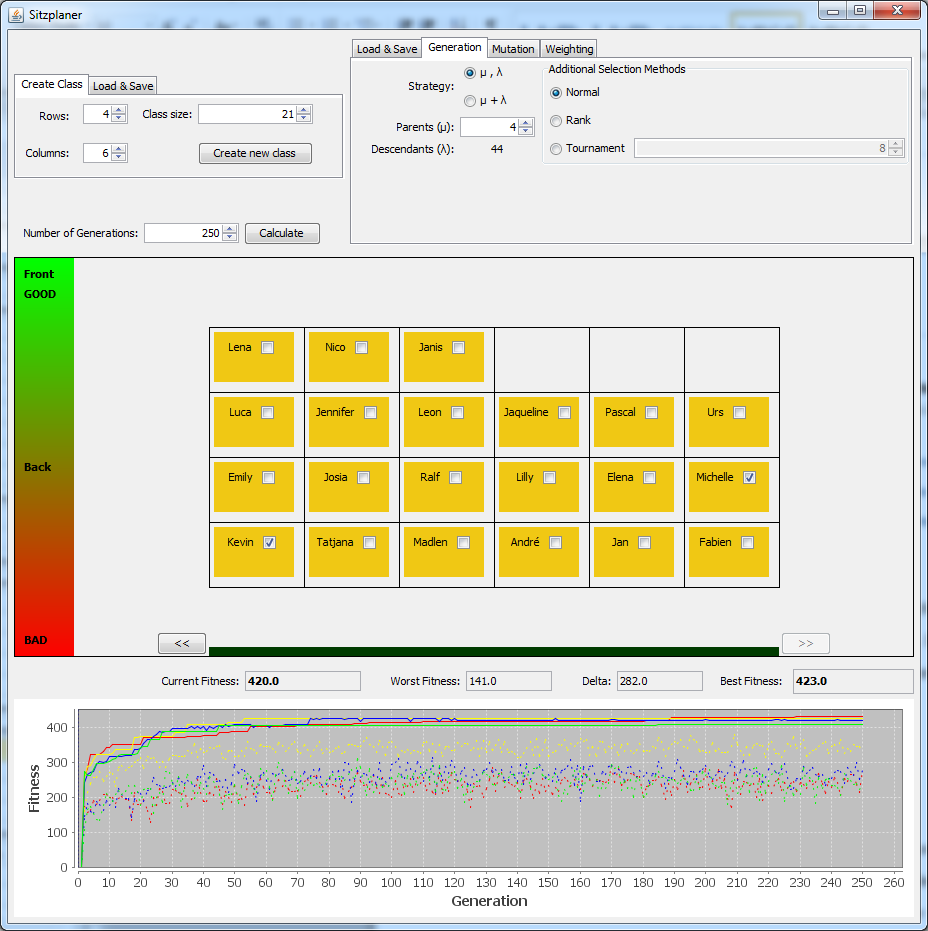 Sitzplaner
Create Class Load & Save
Rows: 4 Class size: 21
Columns: 6 Create new class
Number of Generations: 250 Calculate
Load & Save Generation Mutation Weighting
Strategy: μ , λ
μ + λ
Parents (μ): 4
Descendants (λ): 44
Additional Selection Methods
Normal
Rank
Tournament 8
Front
GOOD
Back
BAD
Lena Nico Janis
Luca Jennifer Leon Jaqueline Pascal Urs
Emily Josia Ralf Lilly Elena Michelle
Kevin Tatjana Madlen André Jan Fabien
<< >>
Current Fitness: 420.0 Worst Fitness: 141.0 Delta: 282.0 Best Fitness: 423.0
Fitness
400
300
200
100
0
0 10 20 30 40 50 60 70 80 90 100 110 120 130 140 150 160 170 180 190 200 210 220 230 240 250 260
Generation